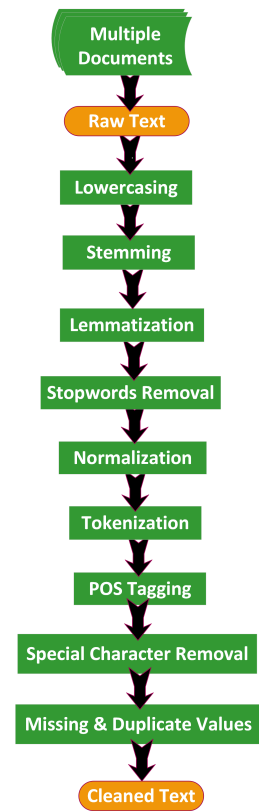 Multiple
Documents
Raw Text
Lowercasing
Stemming
Lemmatization
Stopwords Removal
Normalization
Tokenization
POS Tagging
Special Character Removal
Missing & Duplicate Values
Cleaned Text